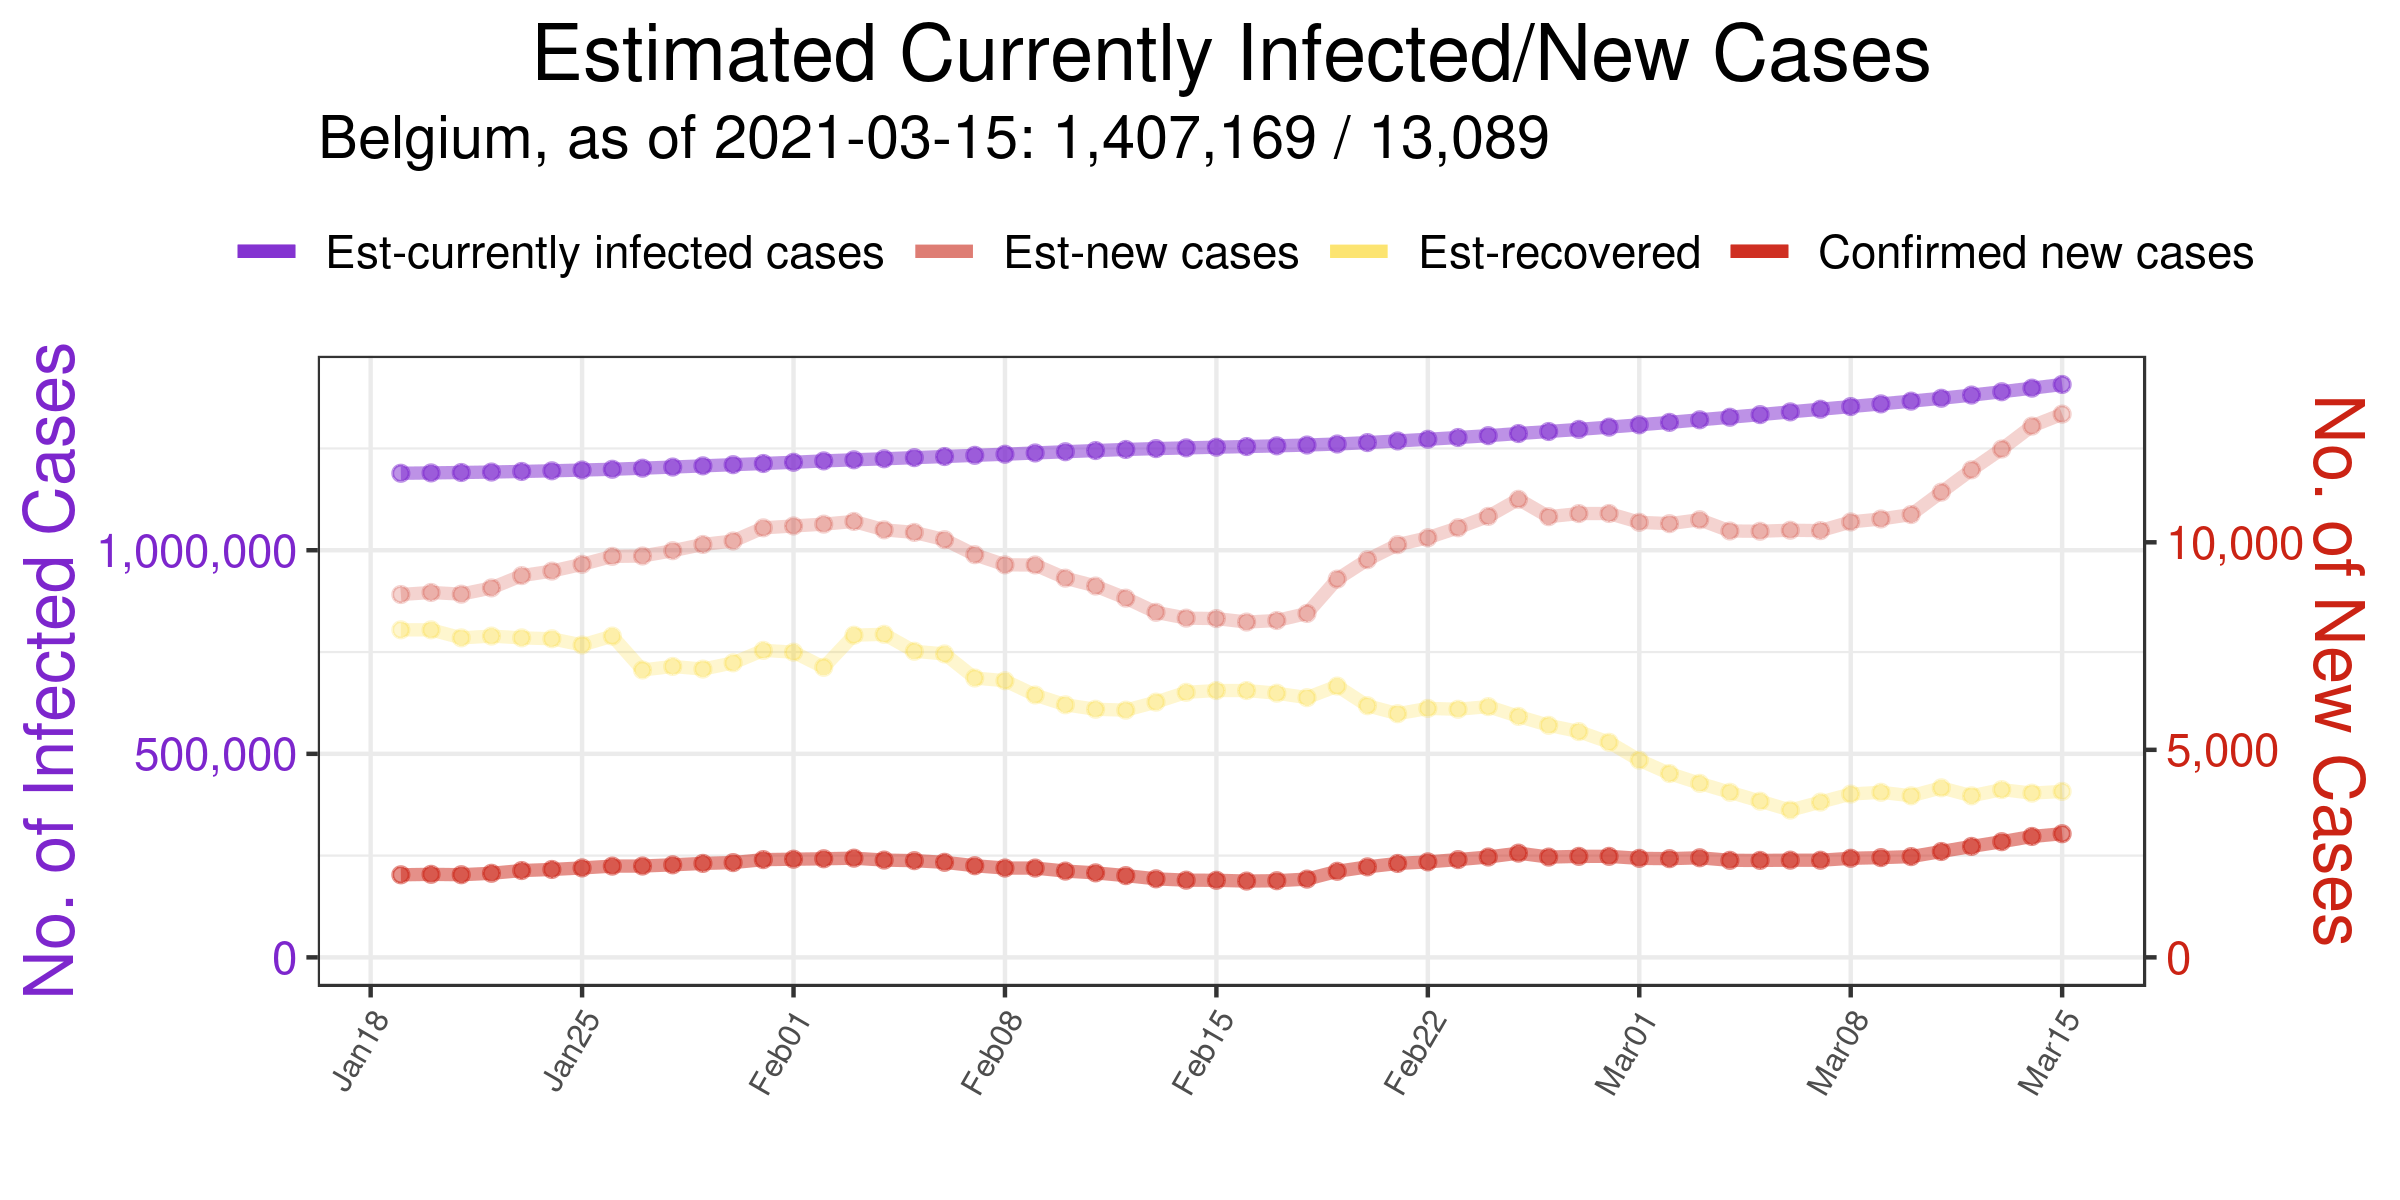 Estimated Currently Infected/New Cases
Belgium, as of 2021-03-15: 1,407,169 / 13,089
Est-currently infected cases Est-new cases Est-recovered Confirmed new cases
No. of Infected Cases
1,000,000
500,000
0
10,000
5,000
0
No. of New Cases
Jan18 Jan25 Feb01 Feb08 Feb15 Feb22 Mar01 Mar08 Mar15